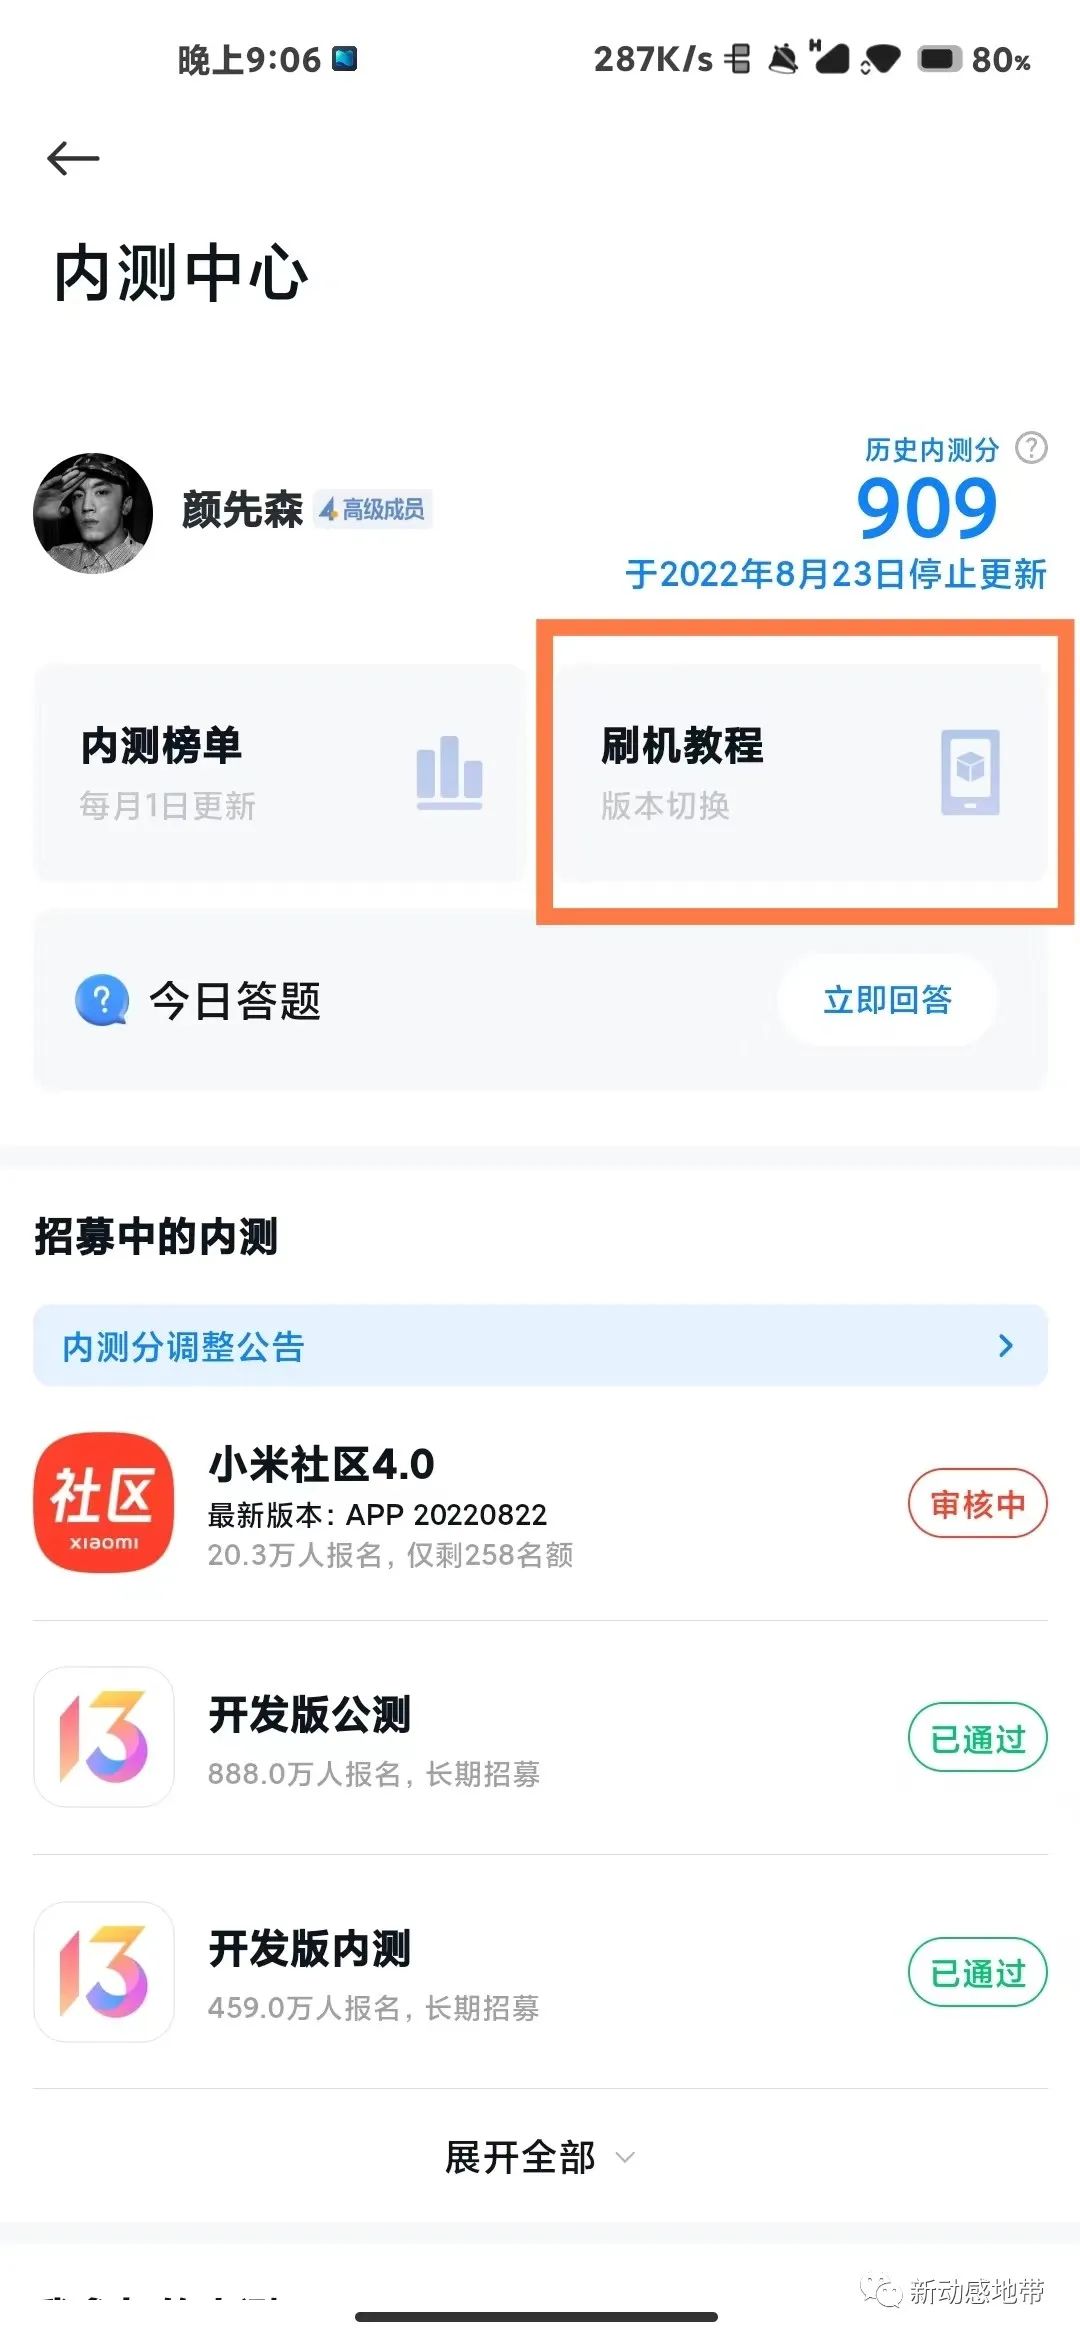 晚上9:06
287K/s
H
80%
内测中心
颜先森
4高级成员
历史内测分 ?
909
于2022年8月23日停止更新
内测榜单
每月1日更新
刷机教程
版本切换
? 今日答题
立即回答
招募中的内测
内测分调整公告
社区
xiaomi
小米社区4.0
最新版本: APP 20220822
20.3万人报名, 仅剩258名额
审核中
13
开发版公测
888.0万人报名, 长期招募
已通过
13
开发版内测
459.0万人报名, 长期招募
已通过
展开全部
新动感地带